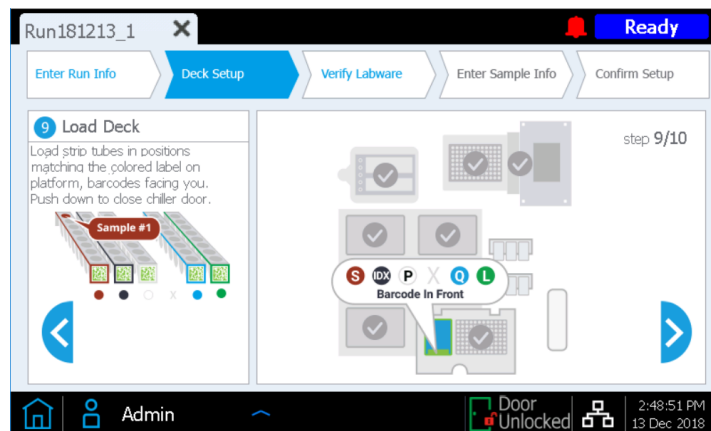 Run181213_1
Ready
Enter Run Info
Deck Setup
Verify Labware
Enter Sample Info
Confirm Setup
9 Load Deck
Load strip tubes in positions
matching the colored label on
platform, barcodes facing you.
Push down to close chiller door.
Sample #1
X
step 9/10
S IDX P X Q L
Barcode In Front
Admin
Door
Unlocked
2:48:51 PM
13 Dec 2018